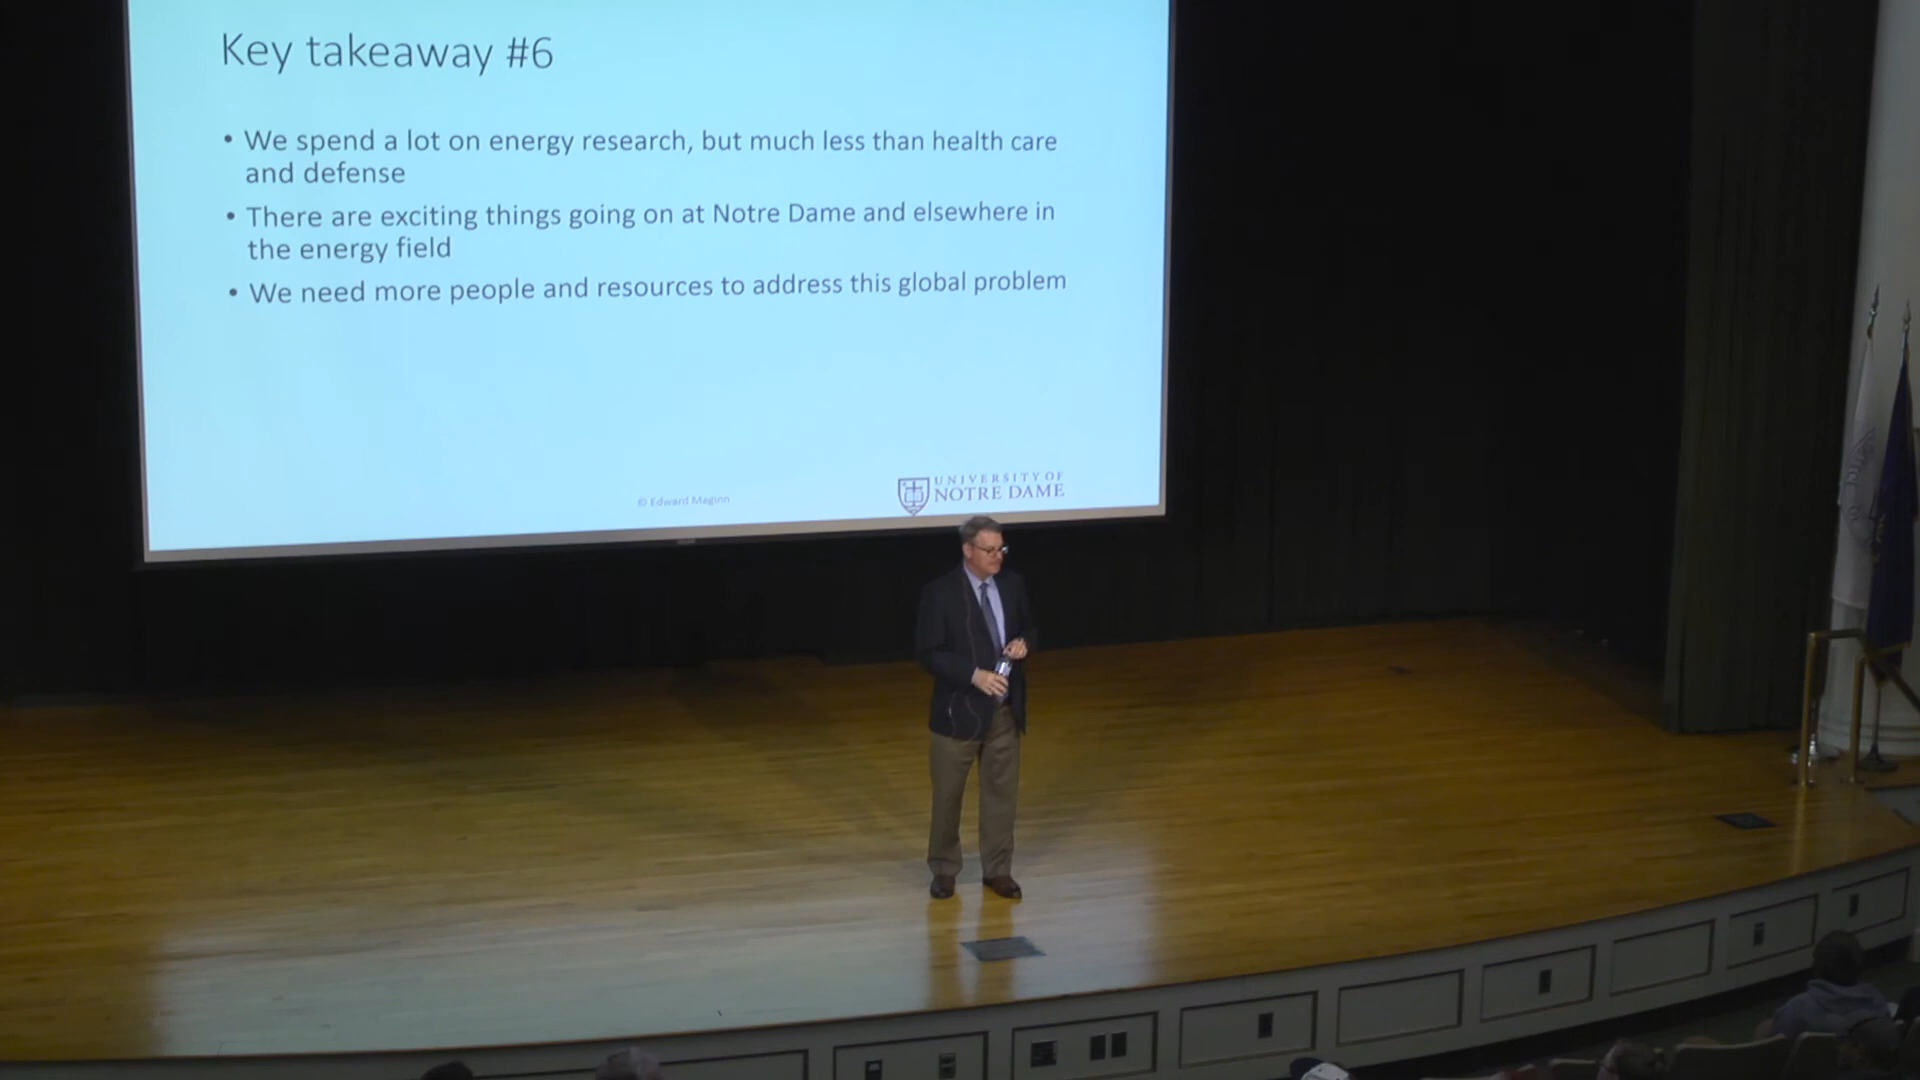 Key takeaway #6
• We spend a lot on energy research, but much less than health care
and defense
• There are exciting things going on at Notre Dame and elsewhere in
the energy field
• We need more people and resources to address this global problem
© Edward Maginn
UNIVERSITY OF
NOTRE DAME